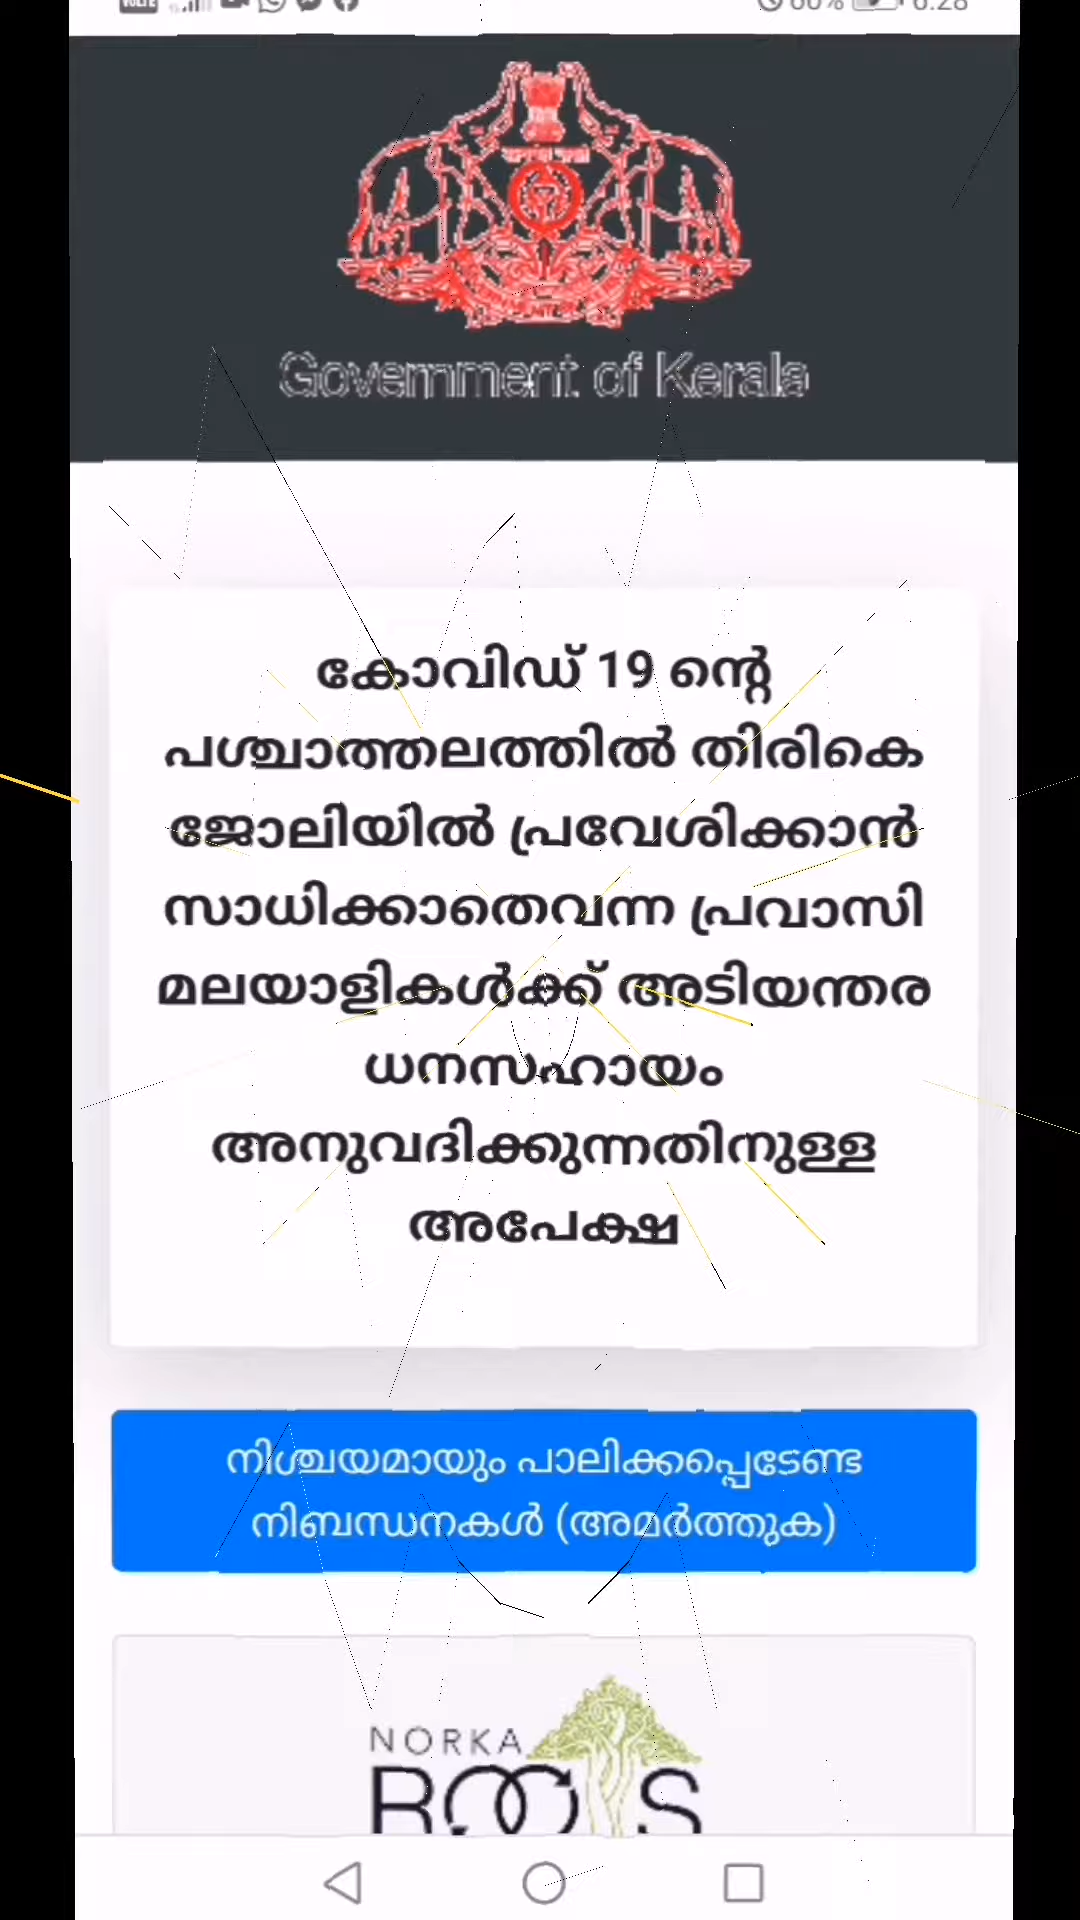 Government of Kerala
കോവിഡ് 19 ന്റെ
പശ്ചാത്തലത്തിൽ തിരികെ
ജോലിയിൽ പ്രവേശിക്കാൻ
സാധിക്കാതെവന്ന പ്രവാസി
മലയാളികൾക്ക് അടിയന്തര
ധനസഹായം
അനുവദിക്കുന്നതിനുള്ള
അപേക്ഷ
നിശ്ചയമായും പാലിക്കപ്പെടേണ്ട
നിബന്ധനകൾ (അമർത്തുക)
NORKA
ROOTS